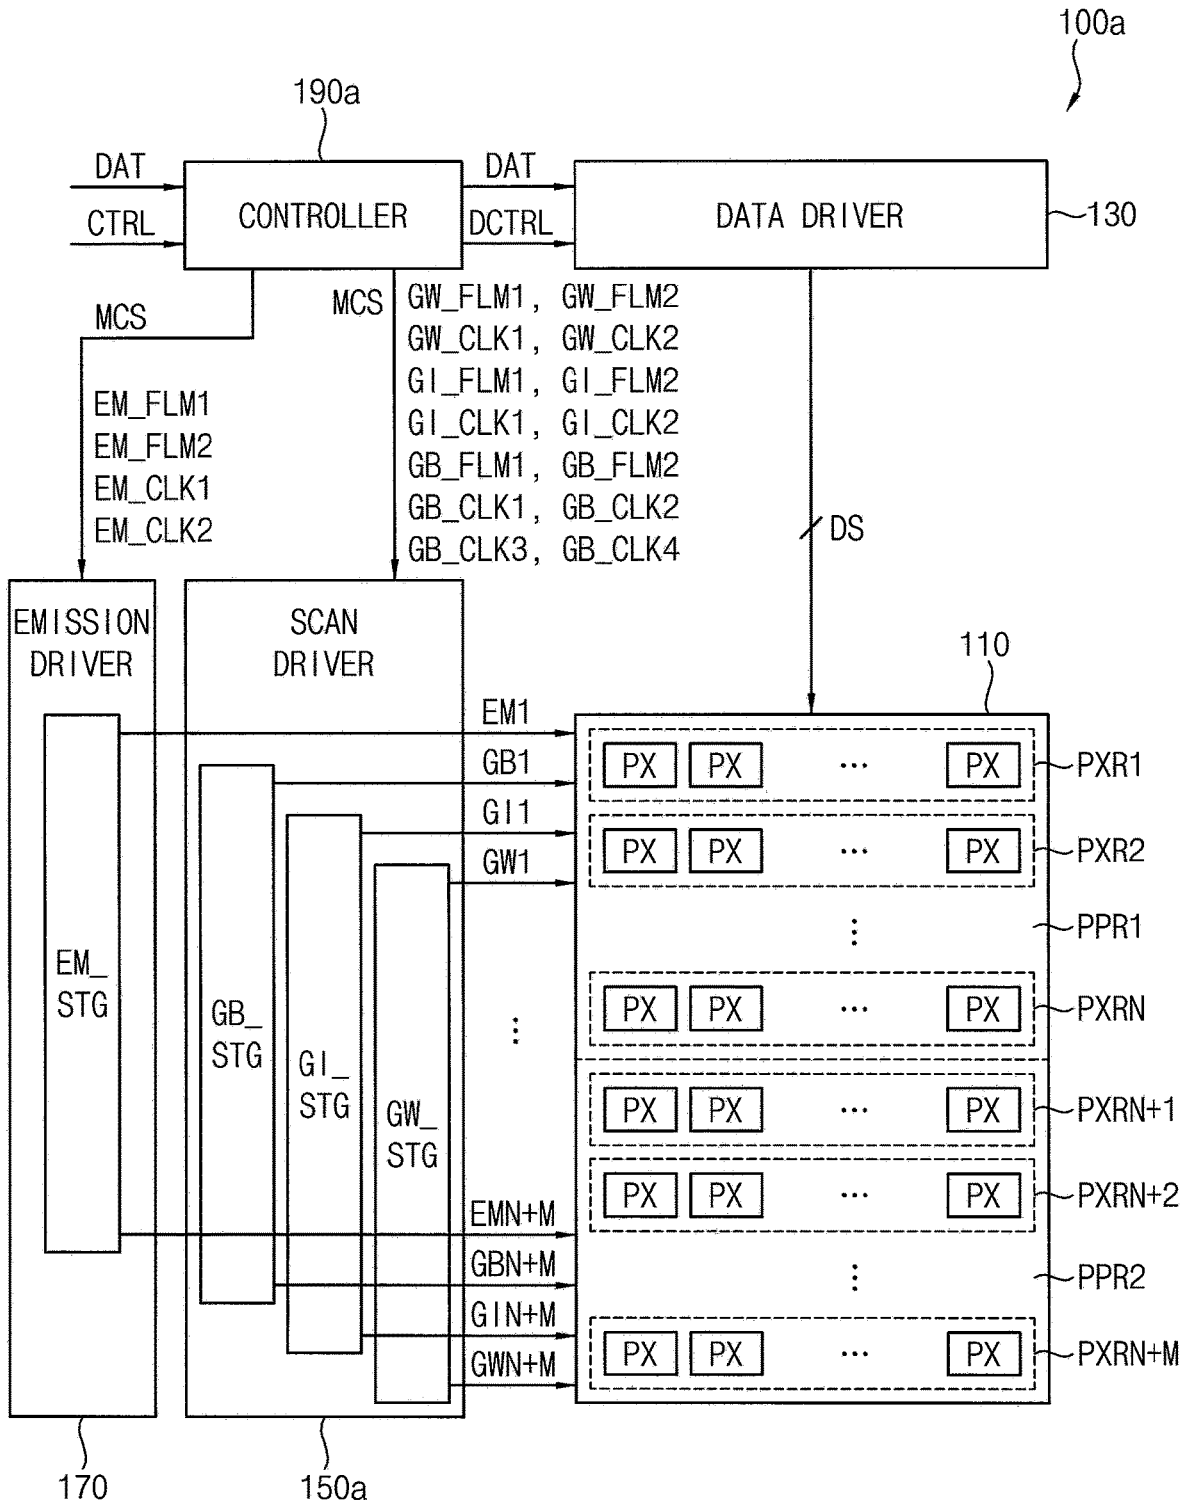 100a
190a
DAT
CTRL
CONTROLLER
DAT
DCTRL
DATA DRIVER
130
MCS
EM_FLM1
EM_FLM2
EM_CLK1
EM_CLK2
MCS
GW_FLM1, GW_FLM2
GW_CLK1, GW_CLK2
GI_FLM1, GI_FLM2
GI_CLK1, GI_CLK2
GB_FLM1, GB_FLM2
GB_CLK1, GB_CLK2
GB_CLK3, GB_CLK4
DS
EMISSION
DRIVER
SCAN
DRIVER
110
EM1
GB1
GI1
GW1
EM_
STG
GB_
STG
GI_
STG
GW_
STG
...
EMN+M
GBN+M
GIN+M
GWN+M
PX PX ... PX PXR1
PX PX ... PX PXR2
... PPR1
PX PX ... PX PXRN
PX PX ... PX PXRN+1
PX PX ... PX PXRN+2
... PPR2
PX PX ... PX PXRN+M
170
150a